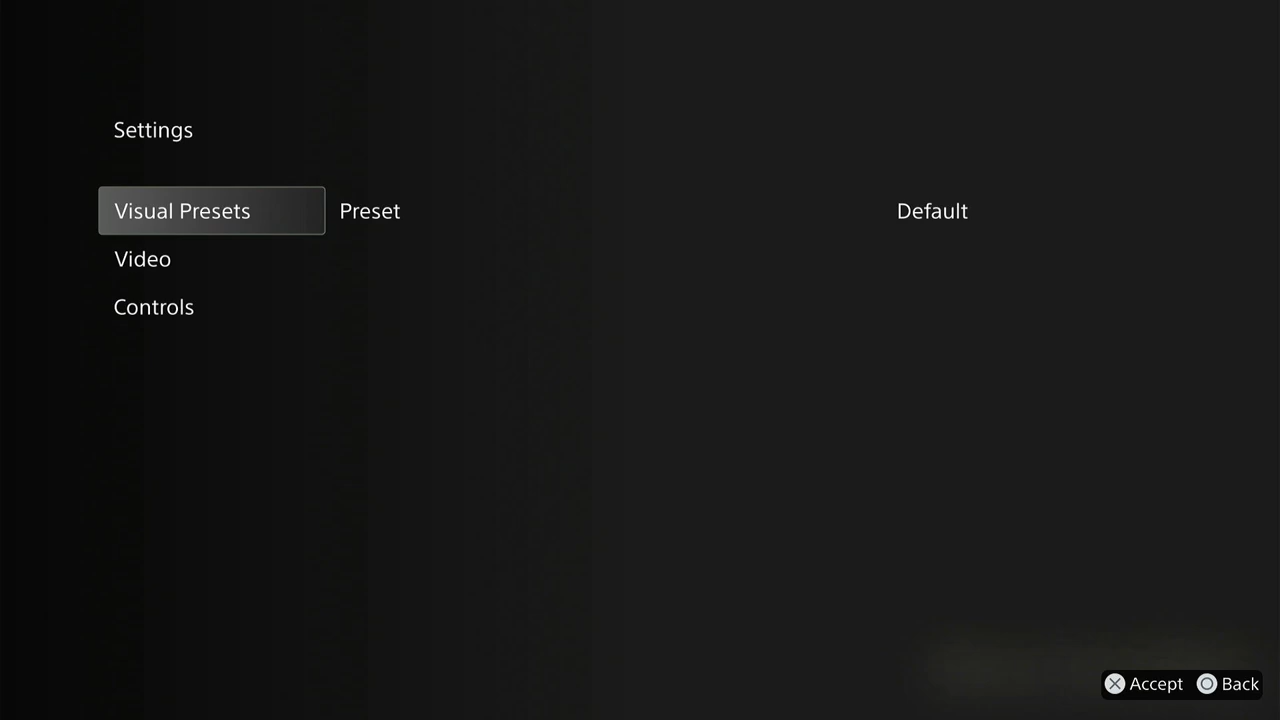 Settings
Visual Presets
Preset
Default
Video
Controls
Accept
Back